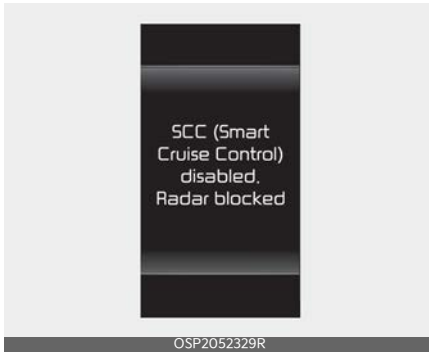 SCC (Smart
Cruise Control)
disabled,
Radar blocked
OSP2052329R